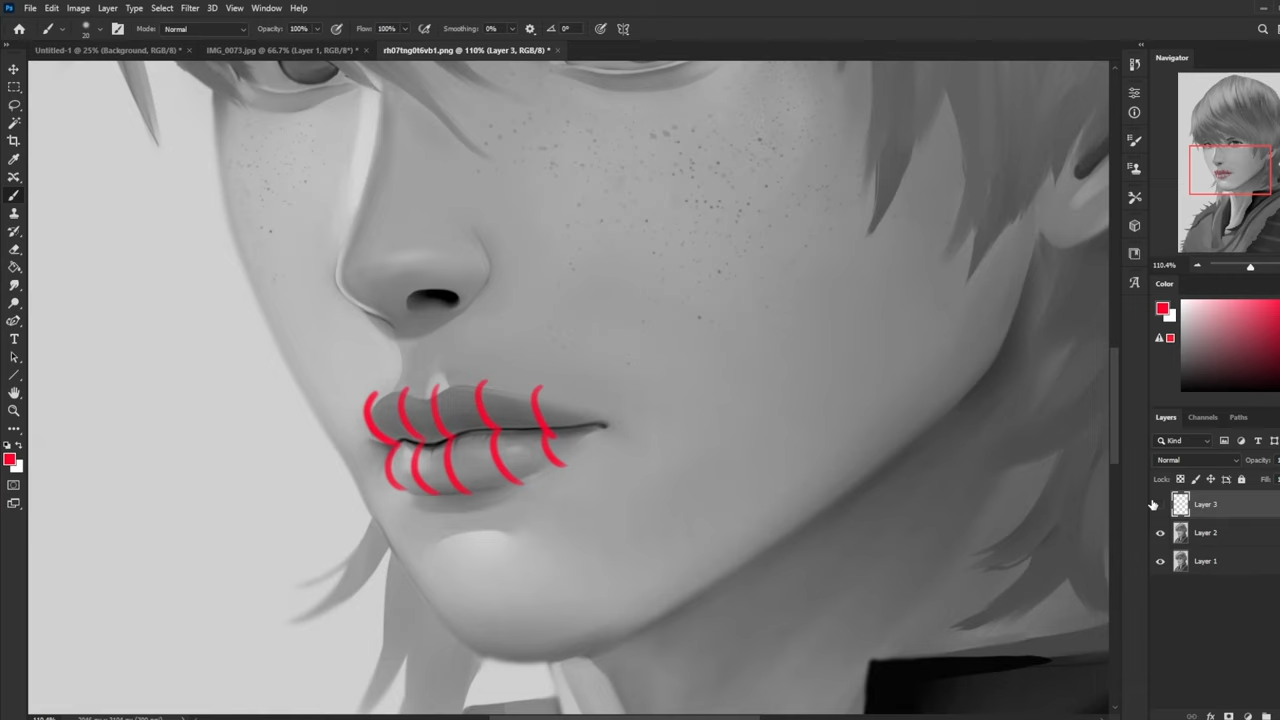 Ps File Edit Image Layer Type Select Filter 3D View Window Help
20 Mode: Normal Opacity: 100% Flow: 100% Smoothing: 0% 0°
Untitled-1 @ 25% (Background, RGB/8) * × IMG_0073.jpg @ 66.7% (Layer 1, RGB/8*) * × rh07tng0t6vb1.png @ 110% (Layer 3, RGB/8) * ×
Navigator
110.4%
Color
Layers Channels Paths
Kind
Normal Opacity:
Lock: Fill:
Layer 3
Layer 2
Layer 1